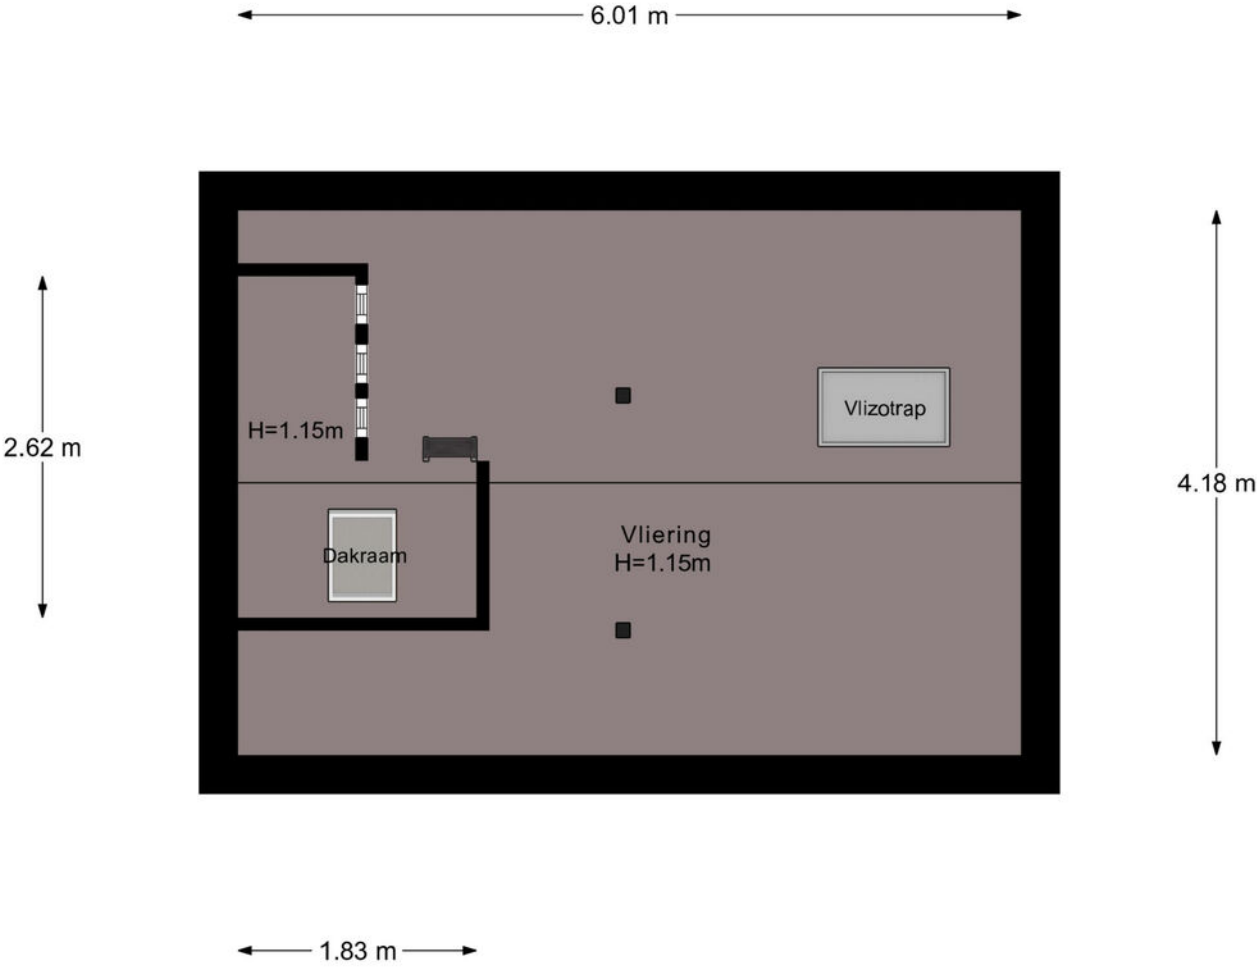 6.01 m
Vlizotrap
H=1.15m
2.62 m
4.18 m
Vliering
H=1.15m
Dakraam
1.83 m